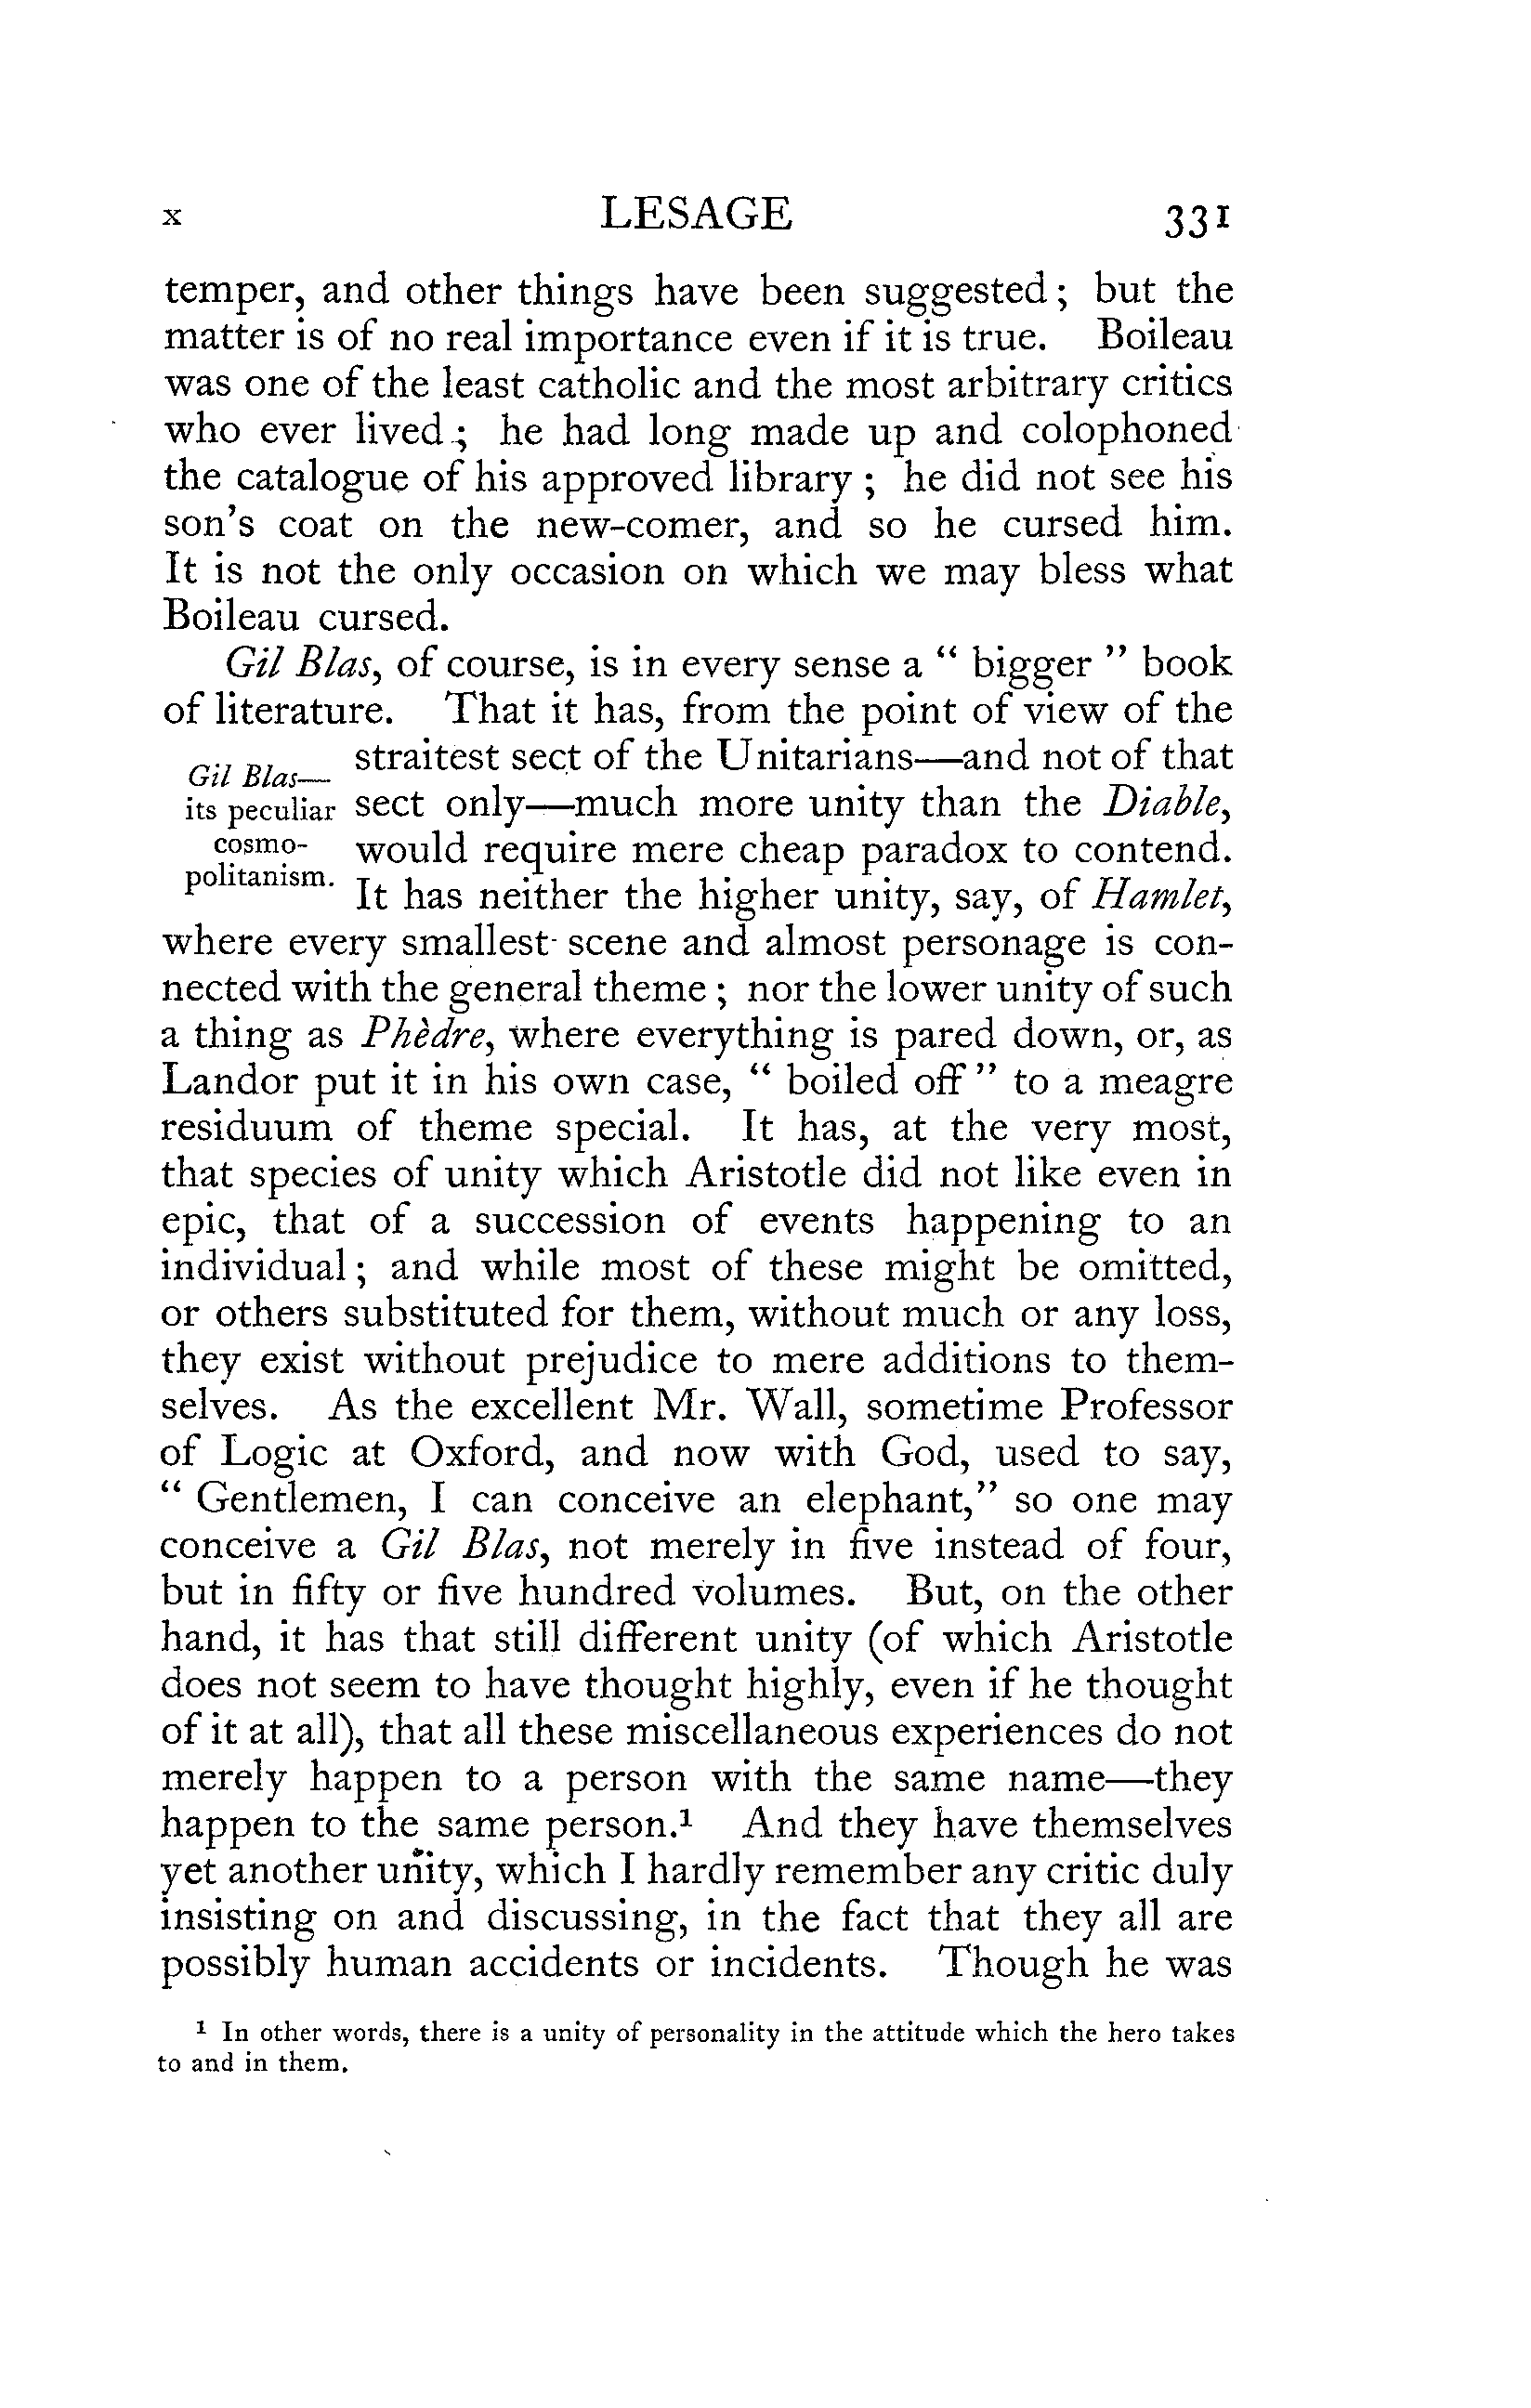 x LESAGE 331
temper, and other things have been suggested ; but the
matter is of no real importance even if it is true. Boileau
was one of the least catholic and the most arbitrary critics
who ever lived ; he had long made up and colophoned
the catalogue of his approved library ; he did not see his
son's coat on the new-comer, and so he cursed him.
It is not the only occasion on which we may bless what
Boileau cursed.
Gil Blas, of course, is in every sense a " bigger " book
of literature. That it has, from the point of view of the
straitest sect of the Unitarians—and not of that
sect only—much more unity than the Diable,
would require mere cheap paradox to contend.
It has neither the higher unity, say, of Hamlet,
Gil Blas—
its peculiar
cosmo-
politanism.
where every smallest scene and almost personage is con-
nected with the general theme ; nor the lower unity of such
a thing as Phèdre, where everything is pared down, or, as
Landor put it in his own case, " boiled off " to a meagre
residuum of theme special. It has, at the very most,
that species of unity which Aristotle did not like even in
epic, that of a succession of events happening to an
individual ; and while most of these might be omitted,
or others substituted for them, without much or any loss,
they exist without prejudice to mere additions to them-
selves. As the excellent Mr. Wall, sometime Professor
of Logic at Oxford, and now with God, used to say,
" Gentlemen, I can conceive an elephant," so one may
conceive a Gil Blas, not merely in five instead of four,
but in fifty or five hundred volumes. But, on the other
hand, it has that still different unity (of which Aristotle
does not seem to have thought highly, even if he thought
of it at all), that all these miscellaneous experiences do not
merely happen to a person with the same name—they
happen to the same person.¹ And they have themselves
yet another unity, which I hardly remember any critic duly
insisting on and discussing, in the fact that they all are
possibly human accidents or incidents. Though he was
¹ In other words, there is a unity of personality in the attitude which the hero takes
to and in them.